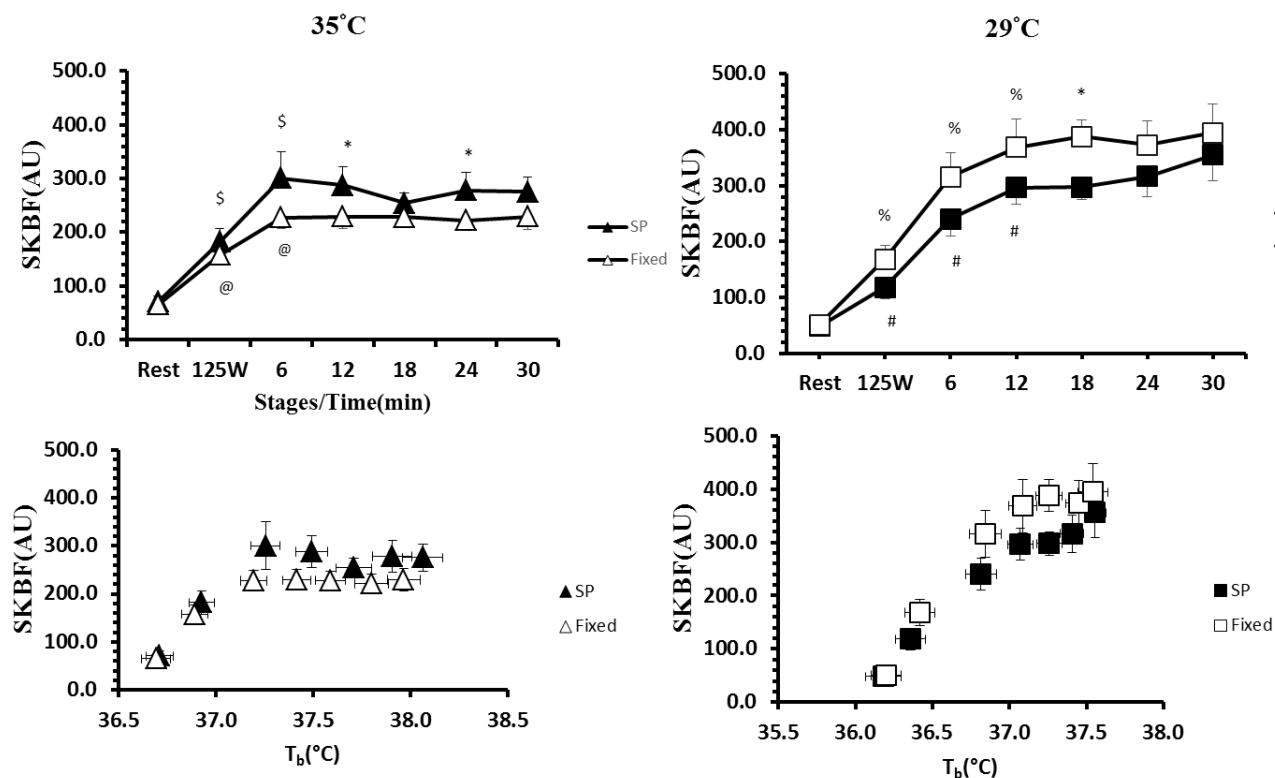 35°C
500.0
400.0
300.0
200.0
100.0
0.0
SKBF(AU)
$
$
*
*
@
@
Rest 125W 6 12 18 24 30
Stages/Time(min)
SP
Fixed
29°C
500.0
400.0
300.0
200.0
100.0
0.0
SKBF(AU)
%
%
%
*
#
#
#
Rest 125W 6 12 18 24 30
500.0
400.0
300.0
200.0
100.0
0.0
SKBF(AU)
36.5 37.0 37.5 38.0 38.5
Tb(°C)
SP
Fixed
500.0
400.0
300.0
200.0
100.0
0.0
SKBF(AU)
35.5 36.0 36.5 37.0 37.5 38.0
Tb(°C)
SP
Fixed